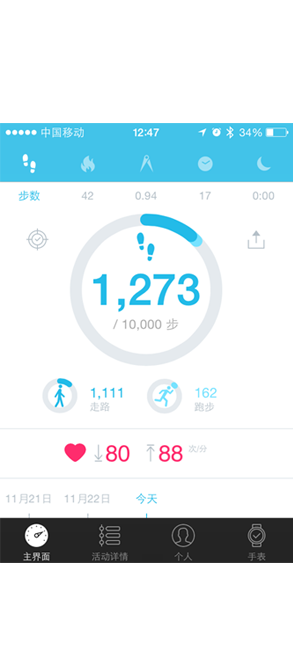 中国移动 12:47 34%
步数 42 0.94 17 0:00
1,273
/ 10,000 步
1,111 162
走路 跑步
80 88 次/分
11月21日 11月22日 今天
主界面 活动详情 个人 手表